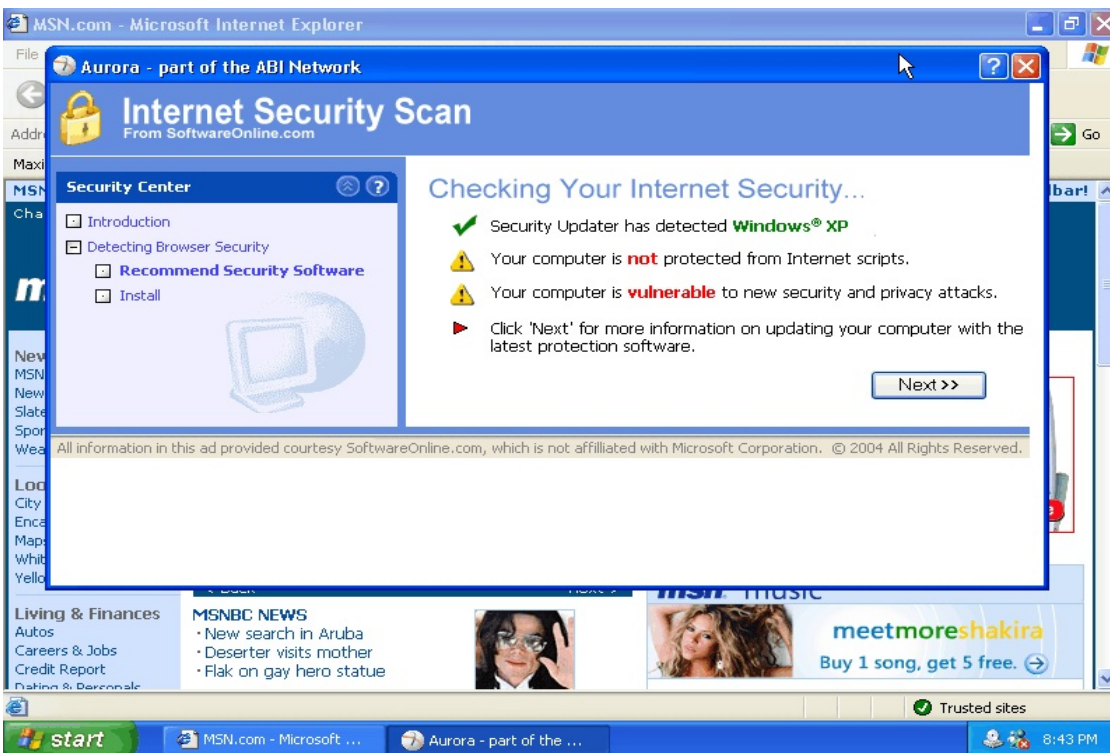 MSN.com - Microsoft Internet Explorer
File
Aurora - part of the ABI Network
Internet Security Scan
From SoftwareOnline.com
Go
Security Center
Introduction
Detecting Browser Security
Recommend Security Software
Install
Checking Your Internet Security...
Security Updater has detected Windows® XP
Your computer is not protected from Internet scripts.
Your computer is vulnerable to new security and privacy attacks.
Click 'Next' for more information on updating your computer with the
latest protection software.
Next >>
All information in this ad provided courtesy SoftwareOnline.com, which is not affilliated with Microsoft Corporation. © 2004 All Rights Reserved.
MSN
Slate
Yello
Living & Finances
Autos
Careers & Jobs
Credit Report
Dating & Personals
MSNBC NEWS
· New search in Aruba
· Deserter visits mother
· Flak on gay hero statue
msn music
meetmoreshakira
Buy 1 song, get 5 free.
Trusted sites
start
MSN.com - Microsoft ...
Aurora - part of the ...
8:43 PM